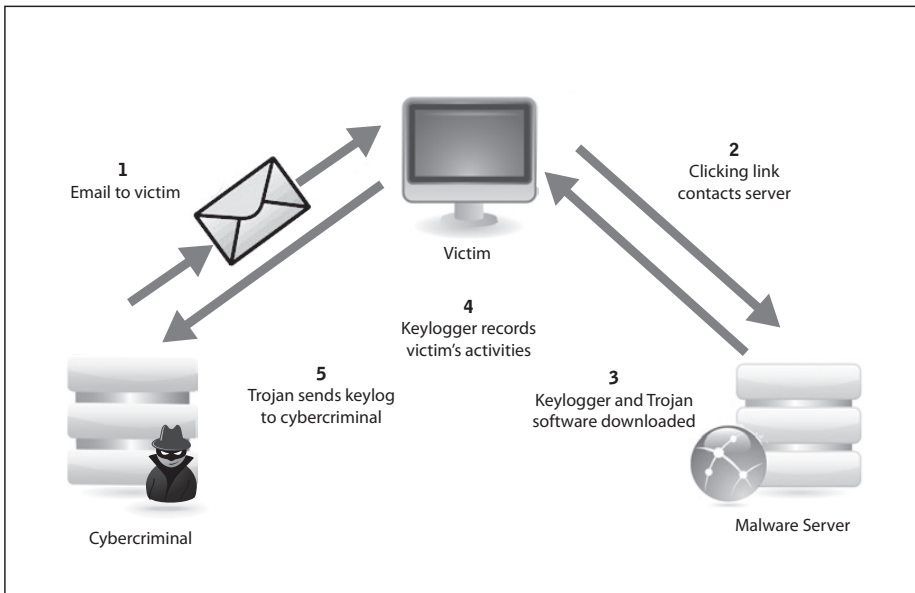 1
Email to victim
Victim
2
Clicking link
contacts server
3
Keylogger and Trojan
software downloaded
4
Keylogger records
victim’s activities
5
Trojan sends keylog
to cybercriminal
Cybercriminal
Malware Server